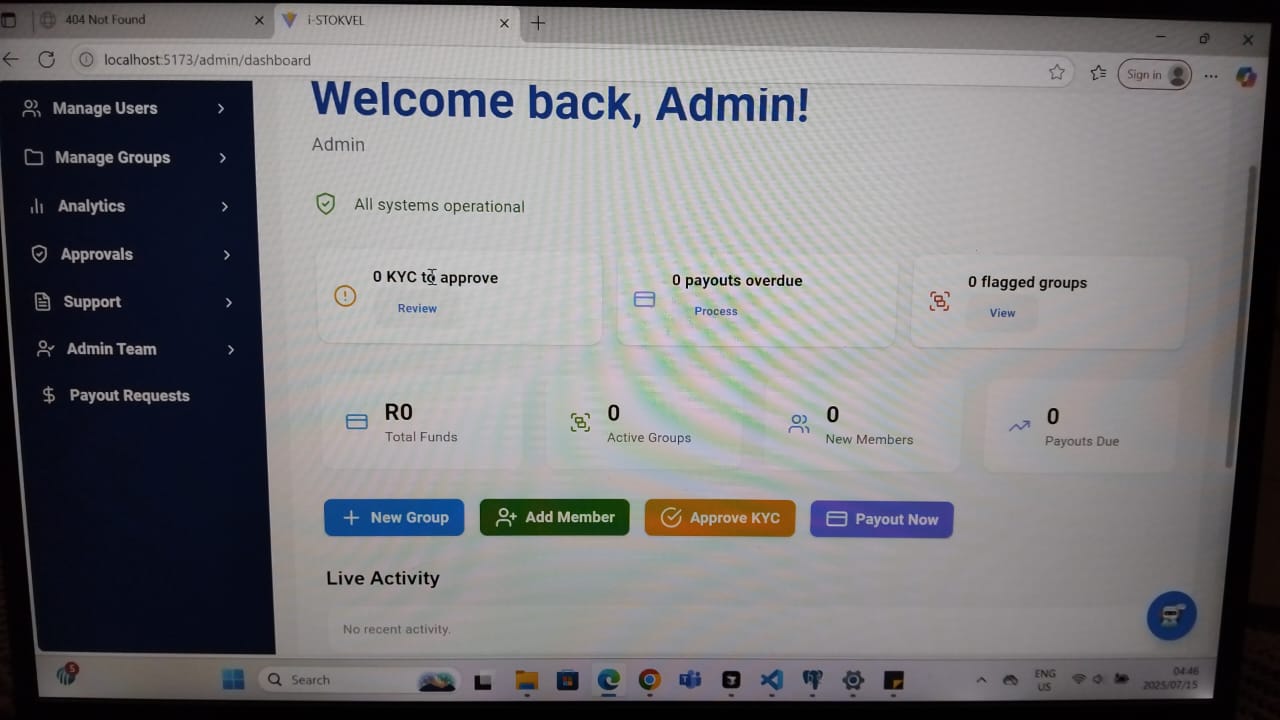 404 Not Found
i-STOKVEL
localhost:5173/admin/dashboard
Sign in
Manage Users
Manage Groups
Analytics
Approvals
Support
Admin Team
Payout Requests
Welcome back, Admin!
Admin
All systems operational
0 KYC to approve
Review
0 payouts overdue
Process
0 flagged groups
View
R0
Total Funds
0
Active Groups
0
New Members
0
Payouts Due
New Group
Add Member
Approve KYC
Payout Now
Live Activity
No recent activity.
5
Search
ENG
US
04:46
2025/07/15